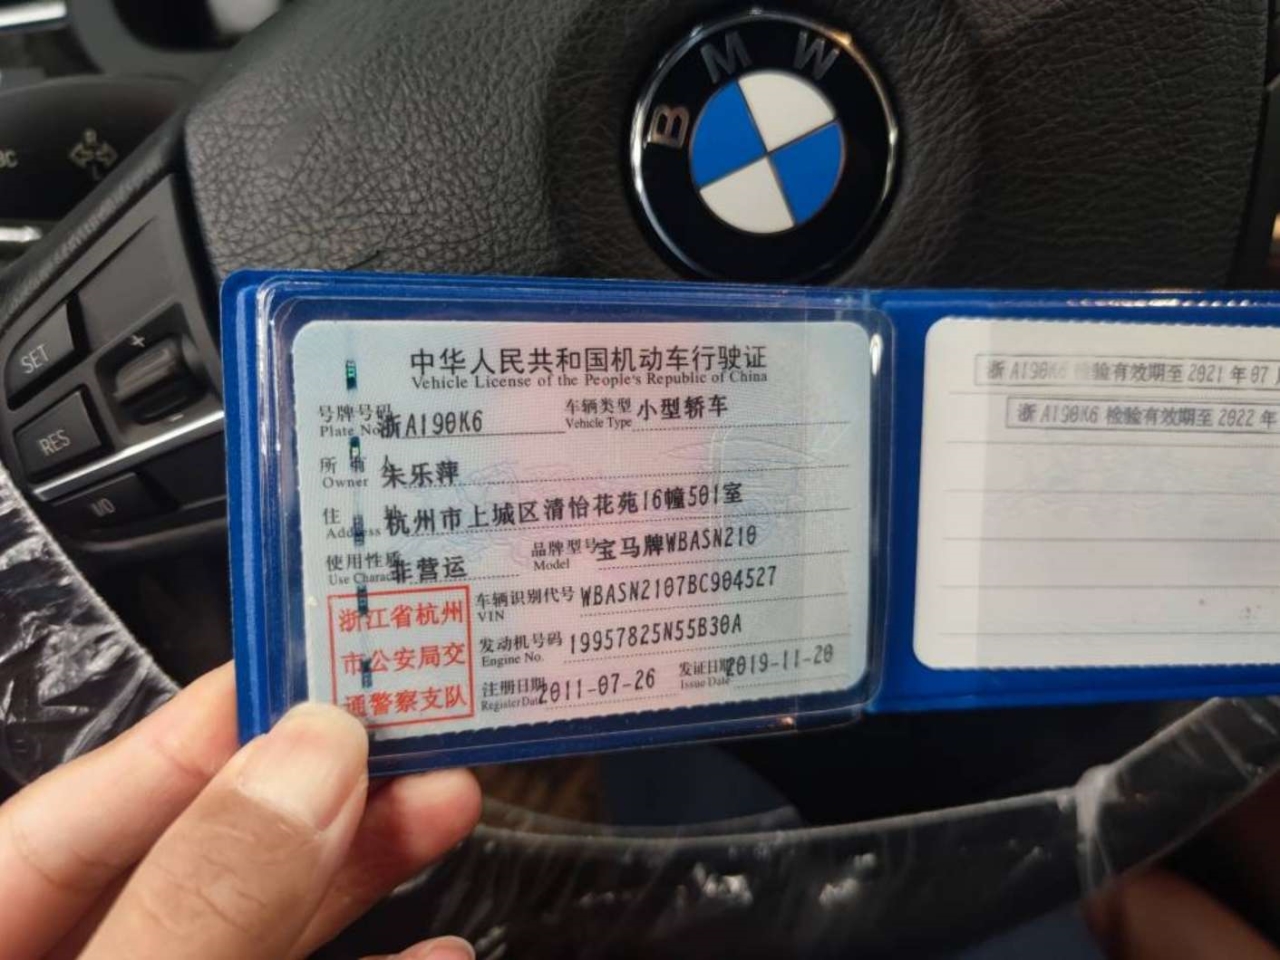 BMW
SET
RES
I/O
中华人民共和国机动车行驶证
Vehicle License of the People's Republic of China
号牌号码 浙A190K6 车辆类型 小型轿车
Plate No. Vehicle Type
所有人 朱乐萍
Owner
住址 杭州市上城区清怡花苑16幢501室
Address
使用性质 非营运 品牌型号 宝马牌WBASN210
Use Character Model
浙江省杭州
市公安局交
通警察支队
车辆识别代号 WBASN2107BC904527
VIN
发动机号码 19957825N55B30A
Engine No.
注册日期 2011-07-26 发证日期 2019-11-20
Register Date Issue Date
浙A190K6 检验有效期至2021年07月
浙A190K6 检验有效期至2022年